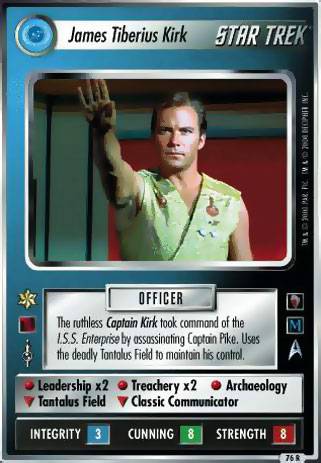 James Tiberius Kirk
STAR TREK
OFFICER
The ruthless Captain Kirk took command of the
I.S.S. Enterprise by assassinating Captain Pike. Uses
the deadly Tantalus Field to maintain his control.
M
Leadership x2 Treachery x2 Archaeology
Tantalus Field Classic Communicator
INTEGRITY 3 CUNNING 8 STRENGTH 8
76 R